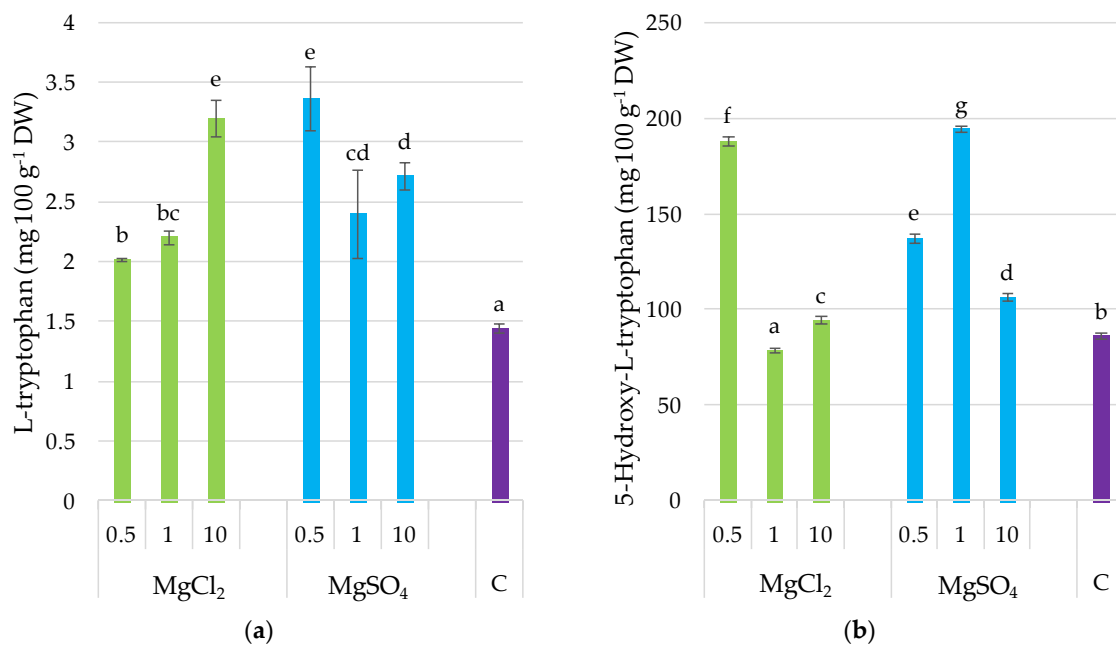 L-tryptophan (mg 100 g⁻¹ DW)
4
3.5
3
2.5
2
1.5
1
0.5
0
b
bc
e
e
cd
d
a
0.5 1 10 0.5 1 10
MgCl₂ MgSO₄ C
(a)
5-Hydroxy-L-tryptophan (mg 100 g⁻¹ DW)
250
200
150
100
50
0
f
a
c
e
g
d
b
0.5 1 10 0.5 1 10
MgCl₂ MgSO₄ C
(b)